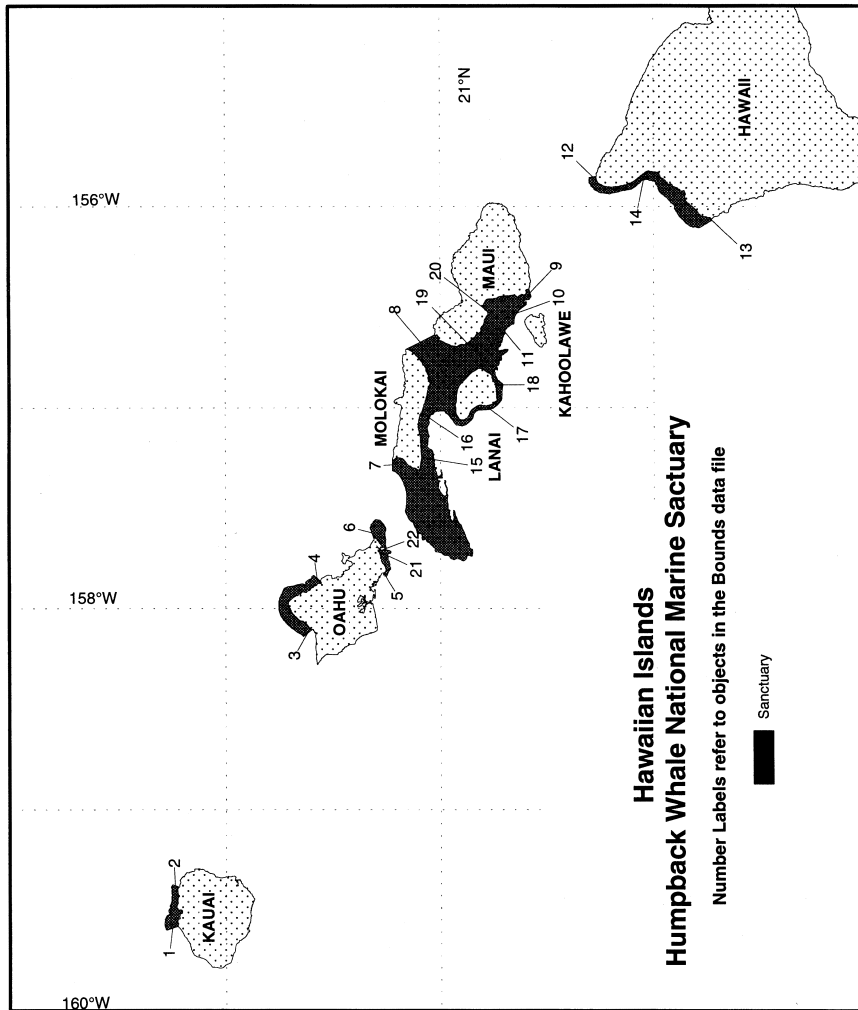 160°W
158°W
156°W
21°N
1
2
KAUAI
3
4
OAHU
5
21
22
6
7
MOLOKAI
8
15
LANAI
16
17
18
KAHOOLAWE
19
20
MAUI
11
10
9
12
14
13
HAWAII
Hawaiian Islands
Humpback Whale National Marine Sactuary
Number Labels refer to objects in the Bounds data file
Sanctuary